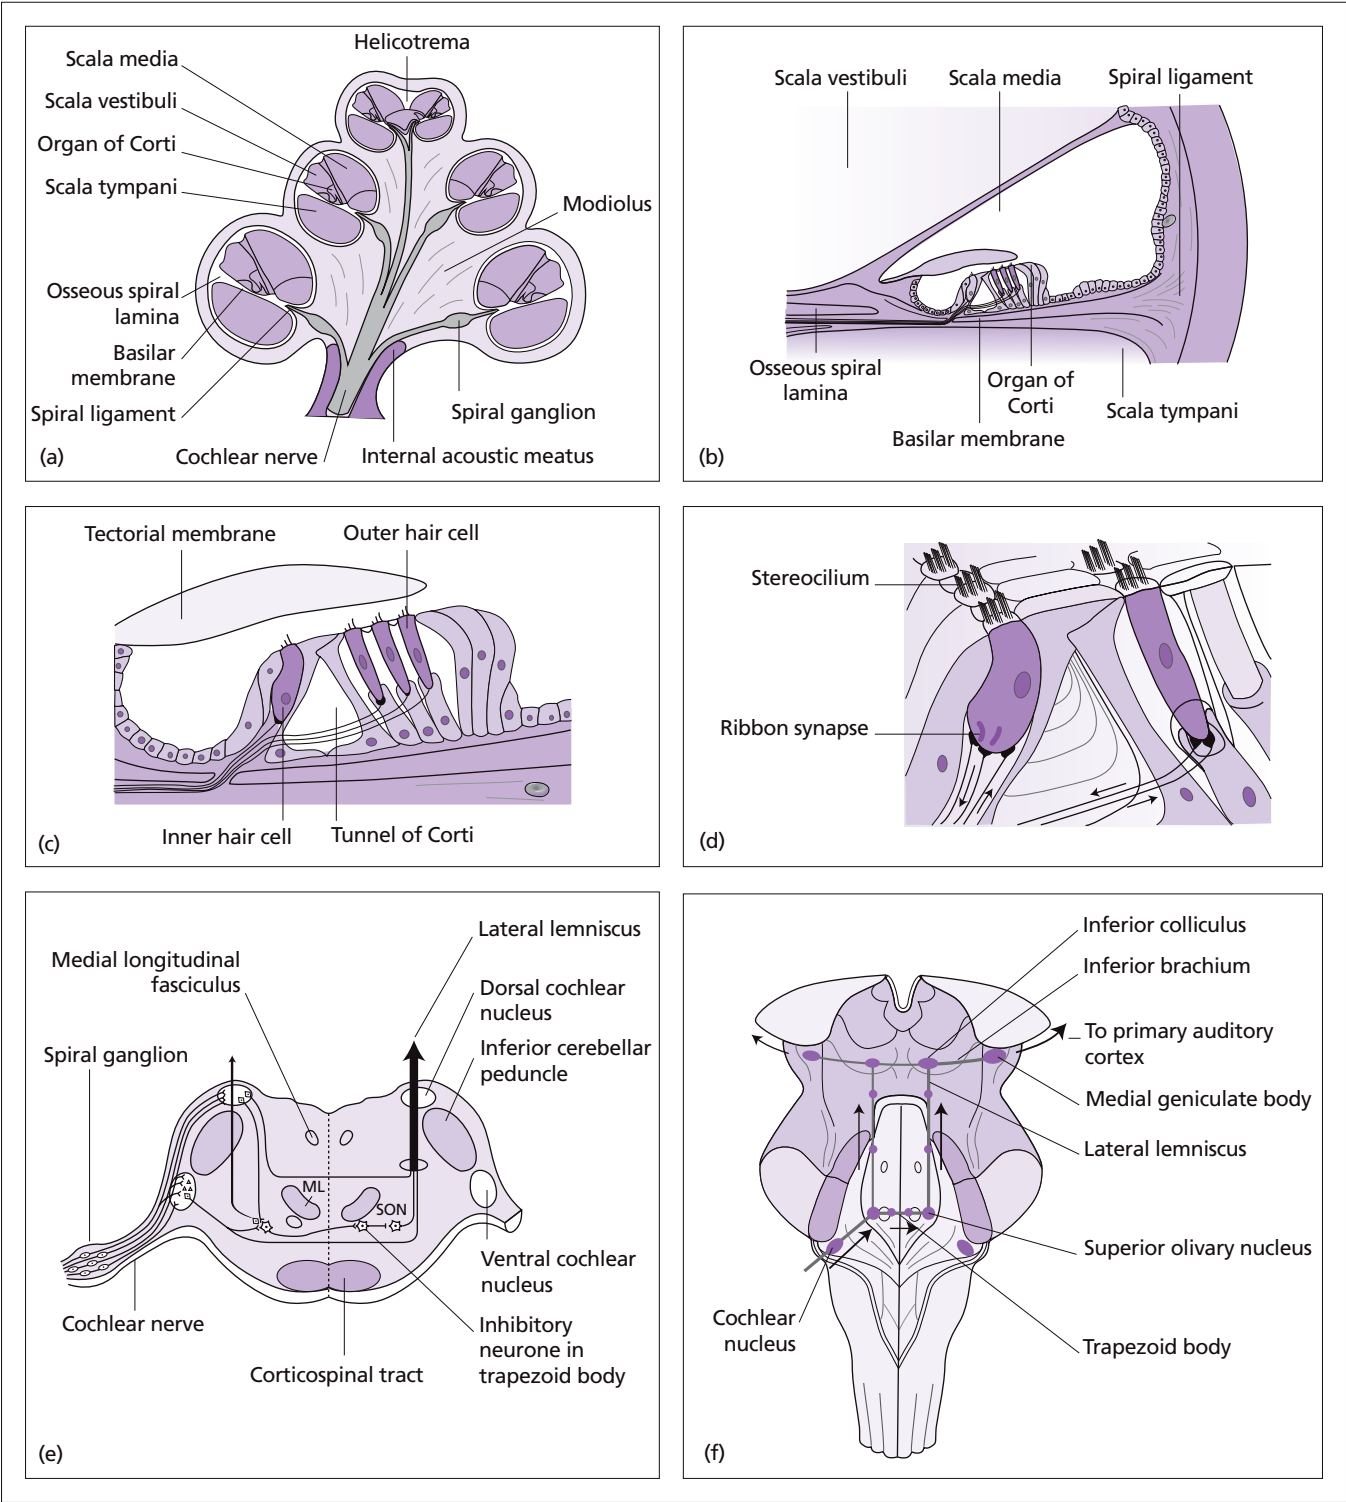 Helicotrema
Scala media
Scala vestibuli
Organ of Corti
Scala tympani
Modiolus
Osseous spiral
lamina
Basilar
membrane
Spiral ligament
Spiral ganglion
Cochlear nerve
Internal acoustic meatus
(a)
Scala vestibuli
Scala media
Spiral ligament
Osseous spiral
lamina
Organ of
Corti
Scala tympani
Basilar membrane
(b)
Tectorial membrane
Outer hair cell
Inner hair cell
Tunnel of Corti
(c)
Stereocilium
Ribbon synapse
(d)
Lateral lemniscus
Medial longitudinal
fasciculus
Dorsal cochlear
nucleus
Spiral ganglion
Inferior cerebellar
peduncle
ML
SON
Ventral cochlear
nucleus
Cochlear nerve
Inhibitory
neurone in
trapezoid body
Corticospinal tract
(e)
Inferior colliculus
Inferior brachium
To primary auditory
cortex
Medial geniculate body
Lateral lemniscus
Superior olivary nucleus
Cochlear
nucleus
Trapezoid body
(f)